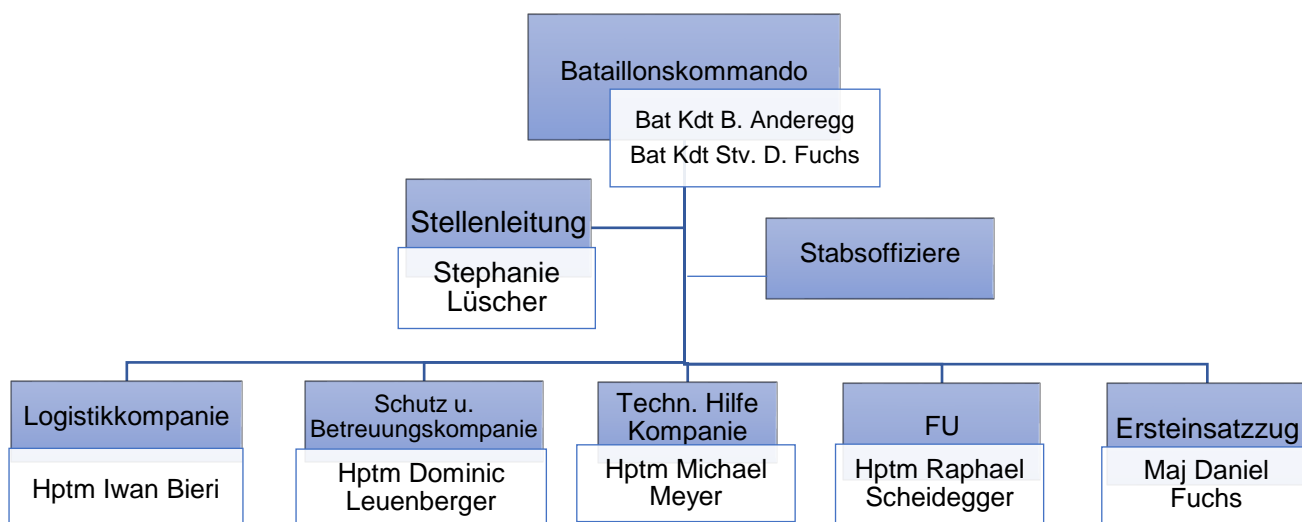 Bataillonskommando
Bat Kdt B. Anderegg
Bat Kdt Stv. D. Fuchs
Stellenleitung
Stephanie
Lüscher
Stabsoffiziere
Logistikkompanie
Hptm Iwan Bieri
Schutz u.
Betreuungskompanie
Hptm Dominic
Leuenberger
Techn. Hilfe
Kompanie
Hptm Michael
Meyer
FU
Hptm Raphael
Scheidegger
Ersteinsatzzug
Maj Daniel
Fuchs